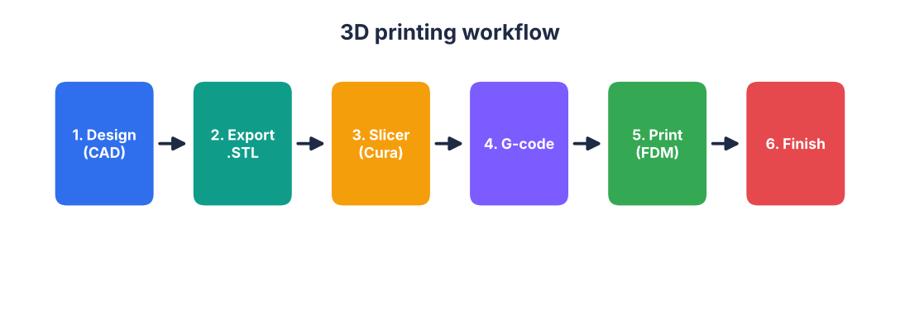 3D printing workflow
1. Design
(CAD)
2. Export
.STL
3. Slicer
(Cura)
4. G-code
5. Print
(FDM)
6. Finish